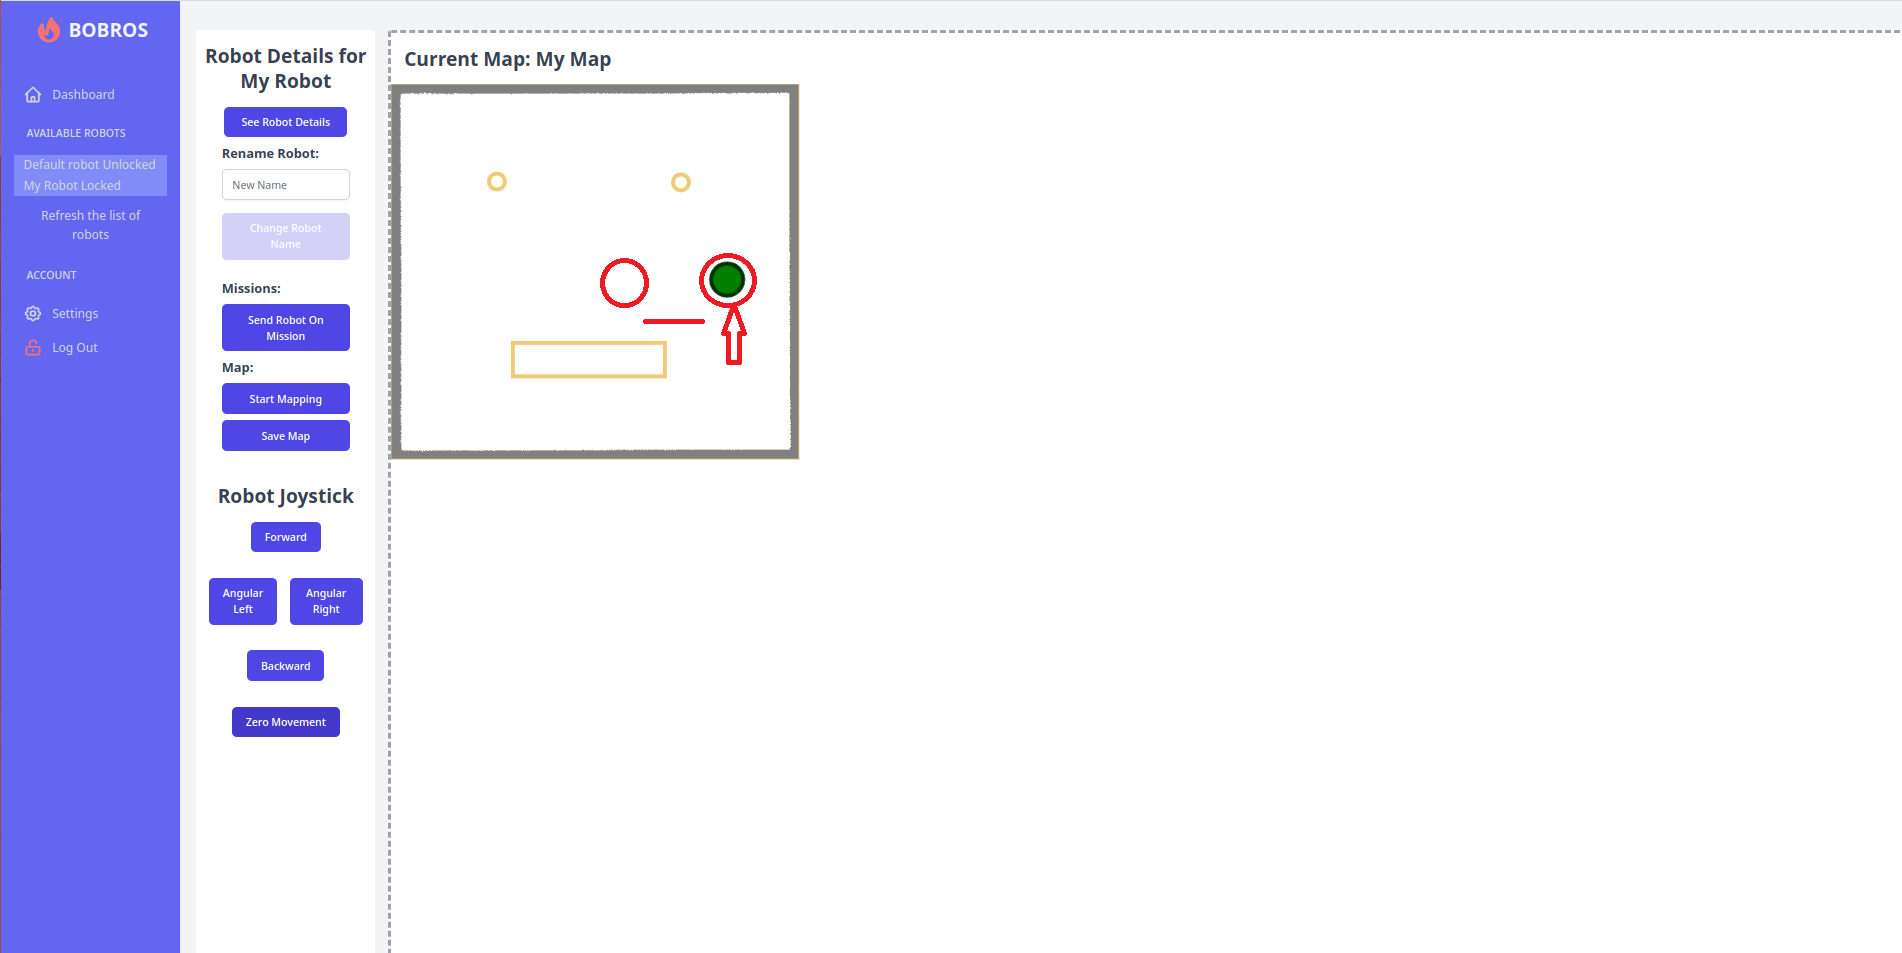 BOBROS
Dashboard
AVAILABLE ROBOTS
Default robot Unlocked
My Robot Locked
Refresh the list of
robots
ACCOUNT
Settings
Log Out
Robot Details for
My Robot
See Robot Details
Rename Robot:
New Name
Change Robot
Name
Missions:
Send Robot On
Mission
Map:
Start Mapping
Save Map
Robot Joystick
Forward
Angular
Left
Angular
Right
Backward
Zero Movement
Current Map: My Map